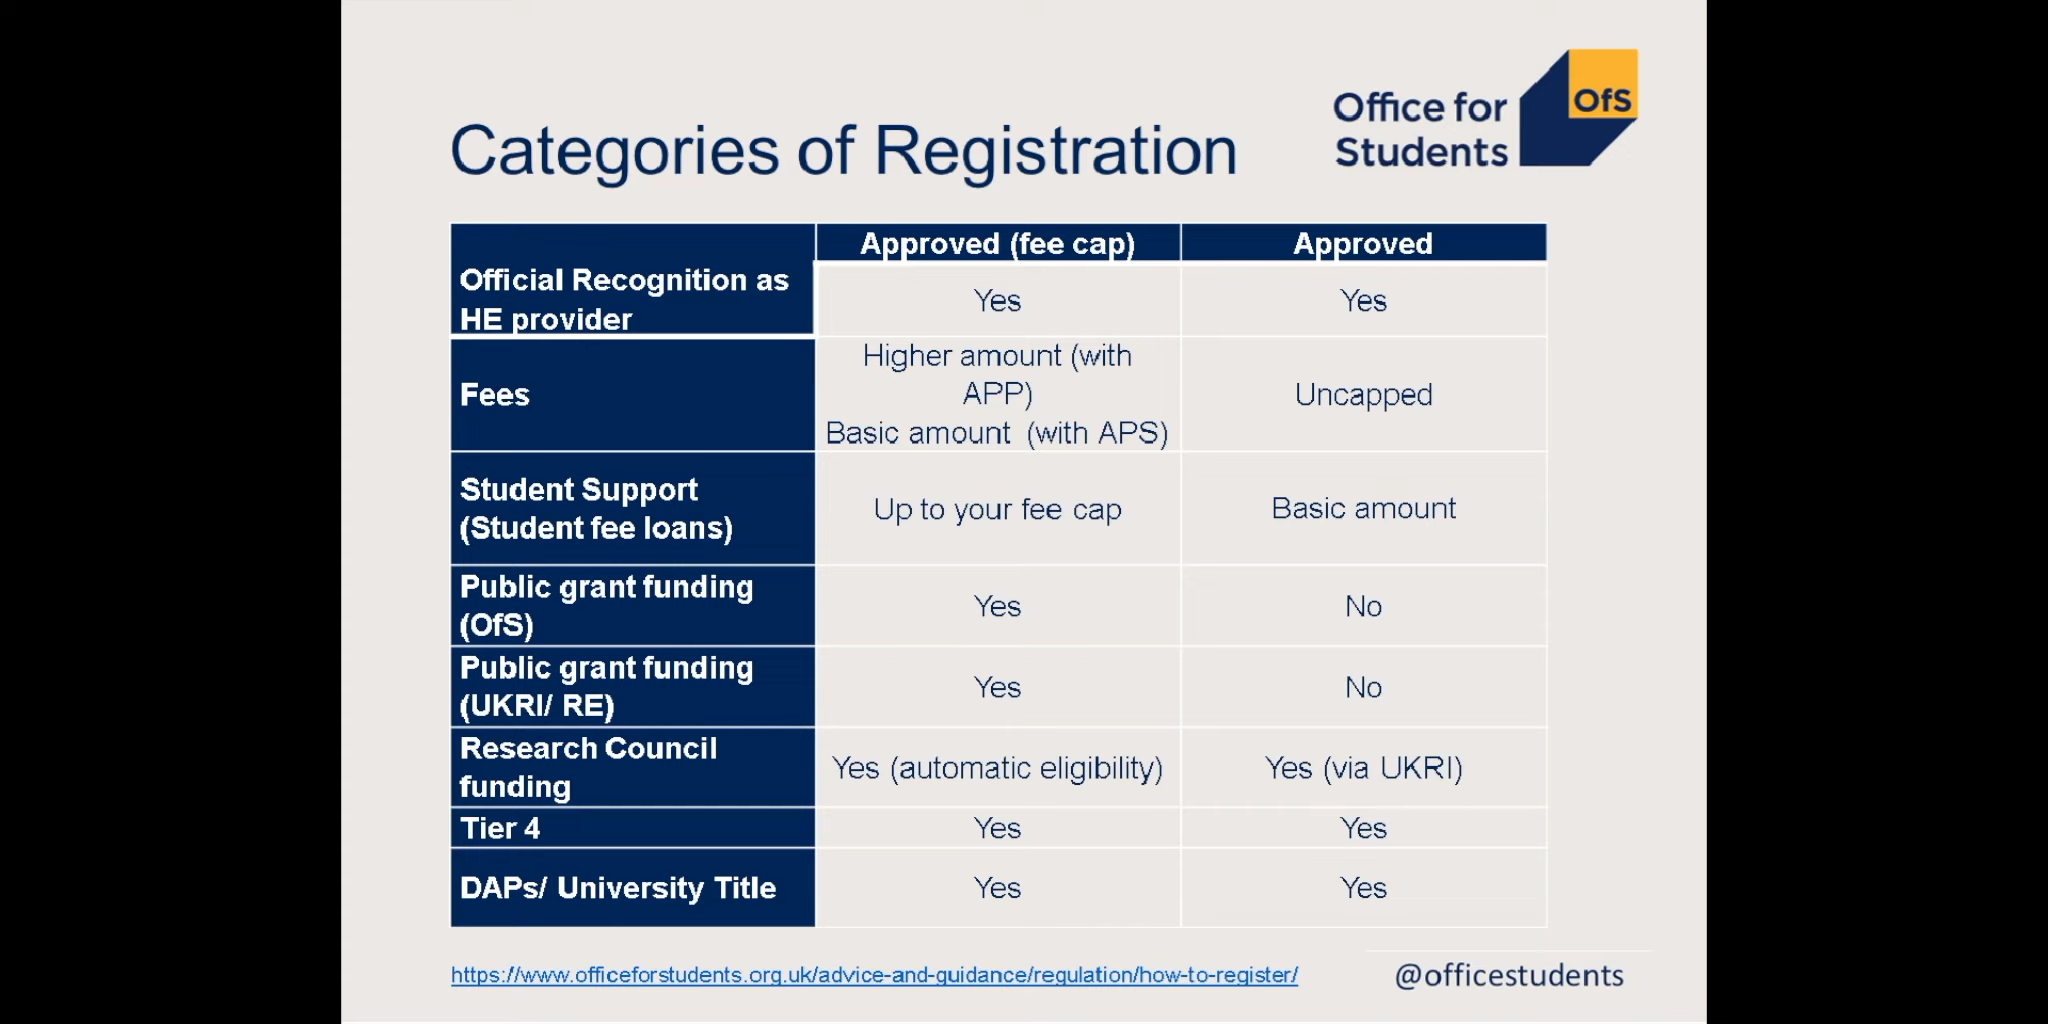 Categories of Registration
Office for
Students
OfS
Approved (fee cap)
Approved
Official Recognition as
HE provider
Yes
Yes
Fees
Higher amount (with
APP)
Basic amount (with APS)
Uncapped
Student Support
(Student fee loans)
Up to your fee cap
Basic amount
Public grant funding
(OfS)
Yes
No
Public grant funding
(UKRI/ RE)
Yes
No
Research Council
funding
Yes (automatic eligibility)
Yes (via UKRI)
Tier 4
Yes
Yes
DAPs/ University Title
Yes
Yes
https://www.officeforstudents.org.uk/advice-and-guidance/regulation/how-to-register/
@officestudents